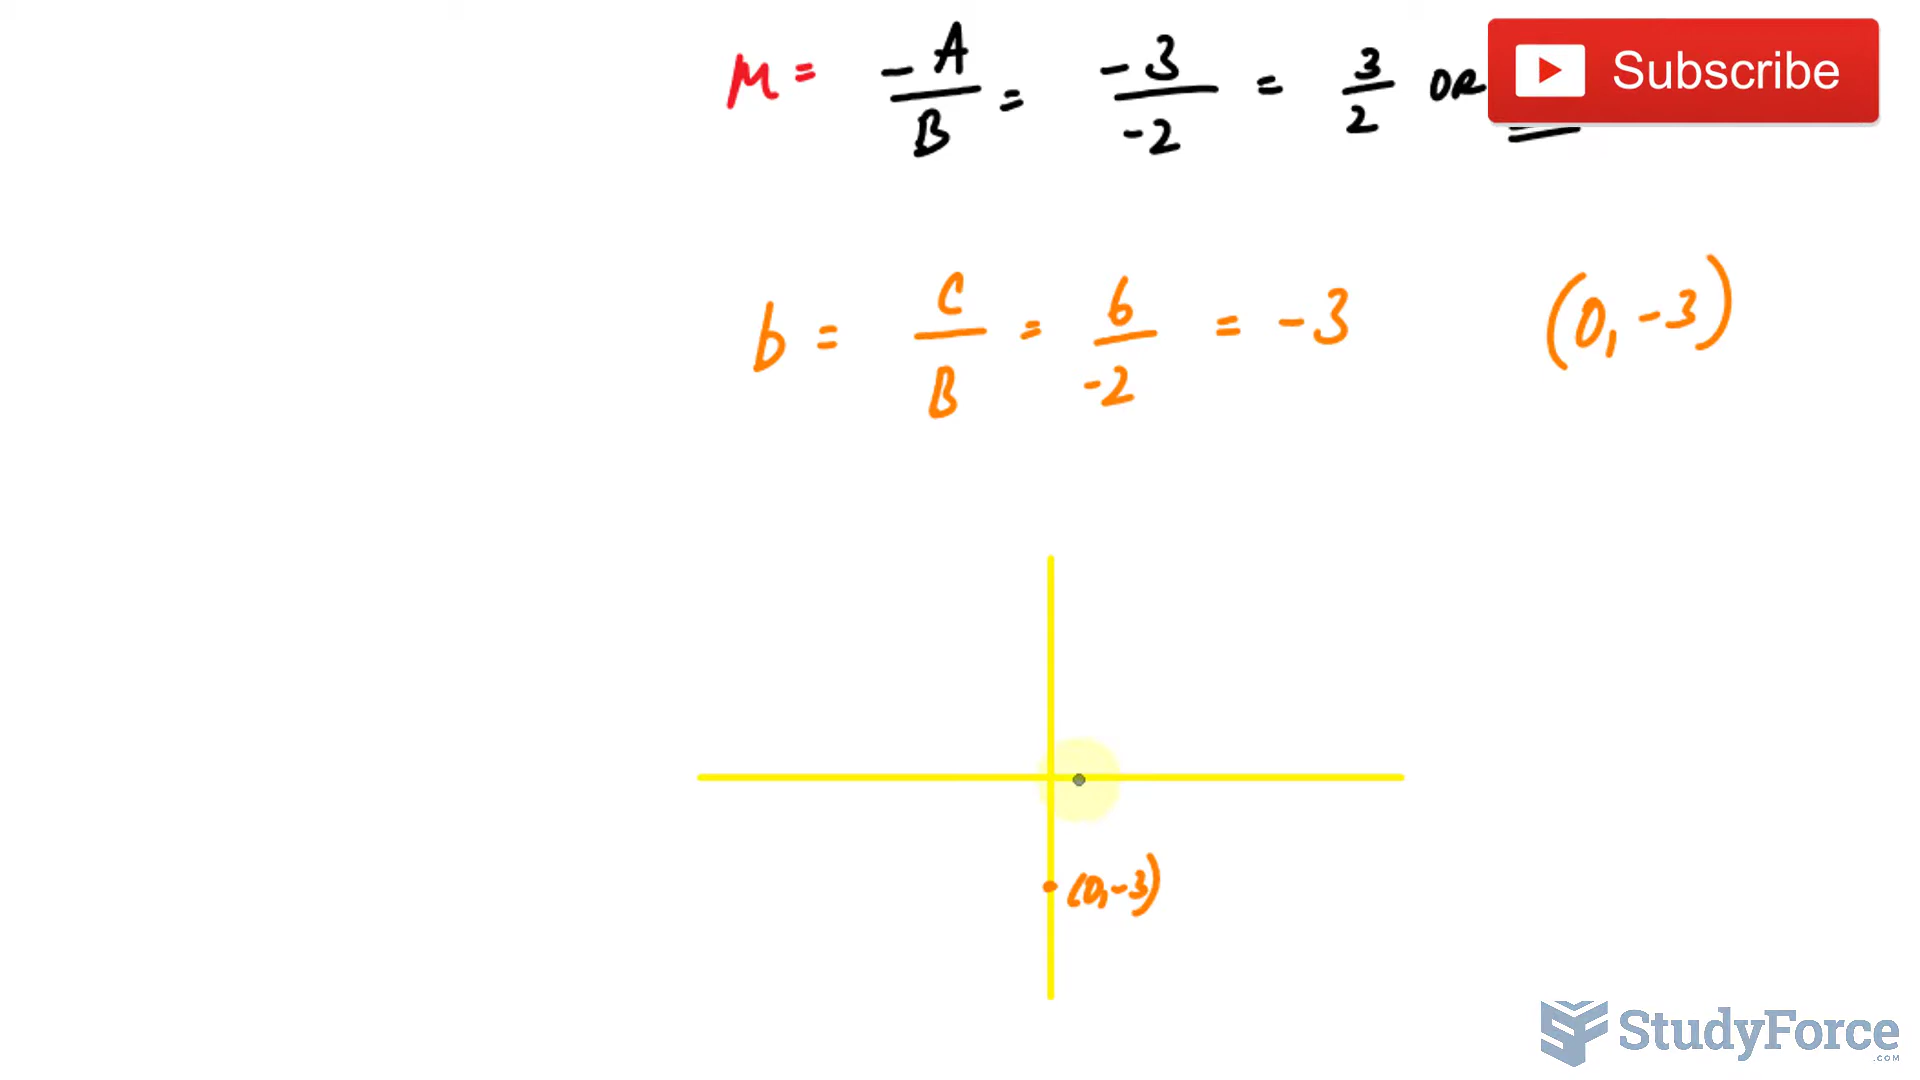 M = -A/B = -3/-2 = 3/2 OR
Subscribe
b = C/B = 6/-2 = -3 (0, -3)
(0, -3)
StudyForce
.COM